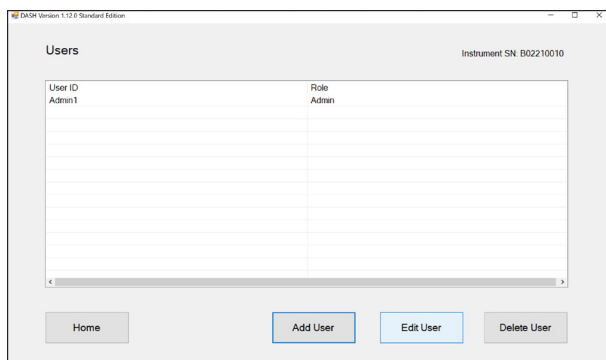 DASH Version 1.12.0 Standard Edition
Users
Instrument SN: B02210010
User ID Role
Admin1 Admin
Home Add User Edit User Delete User